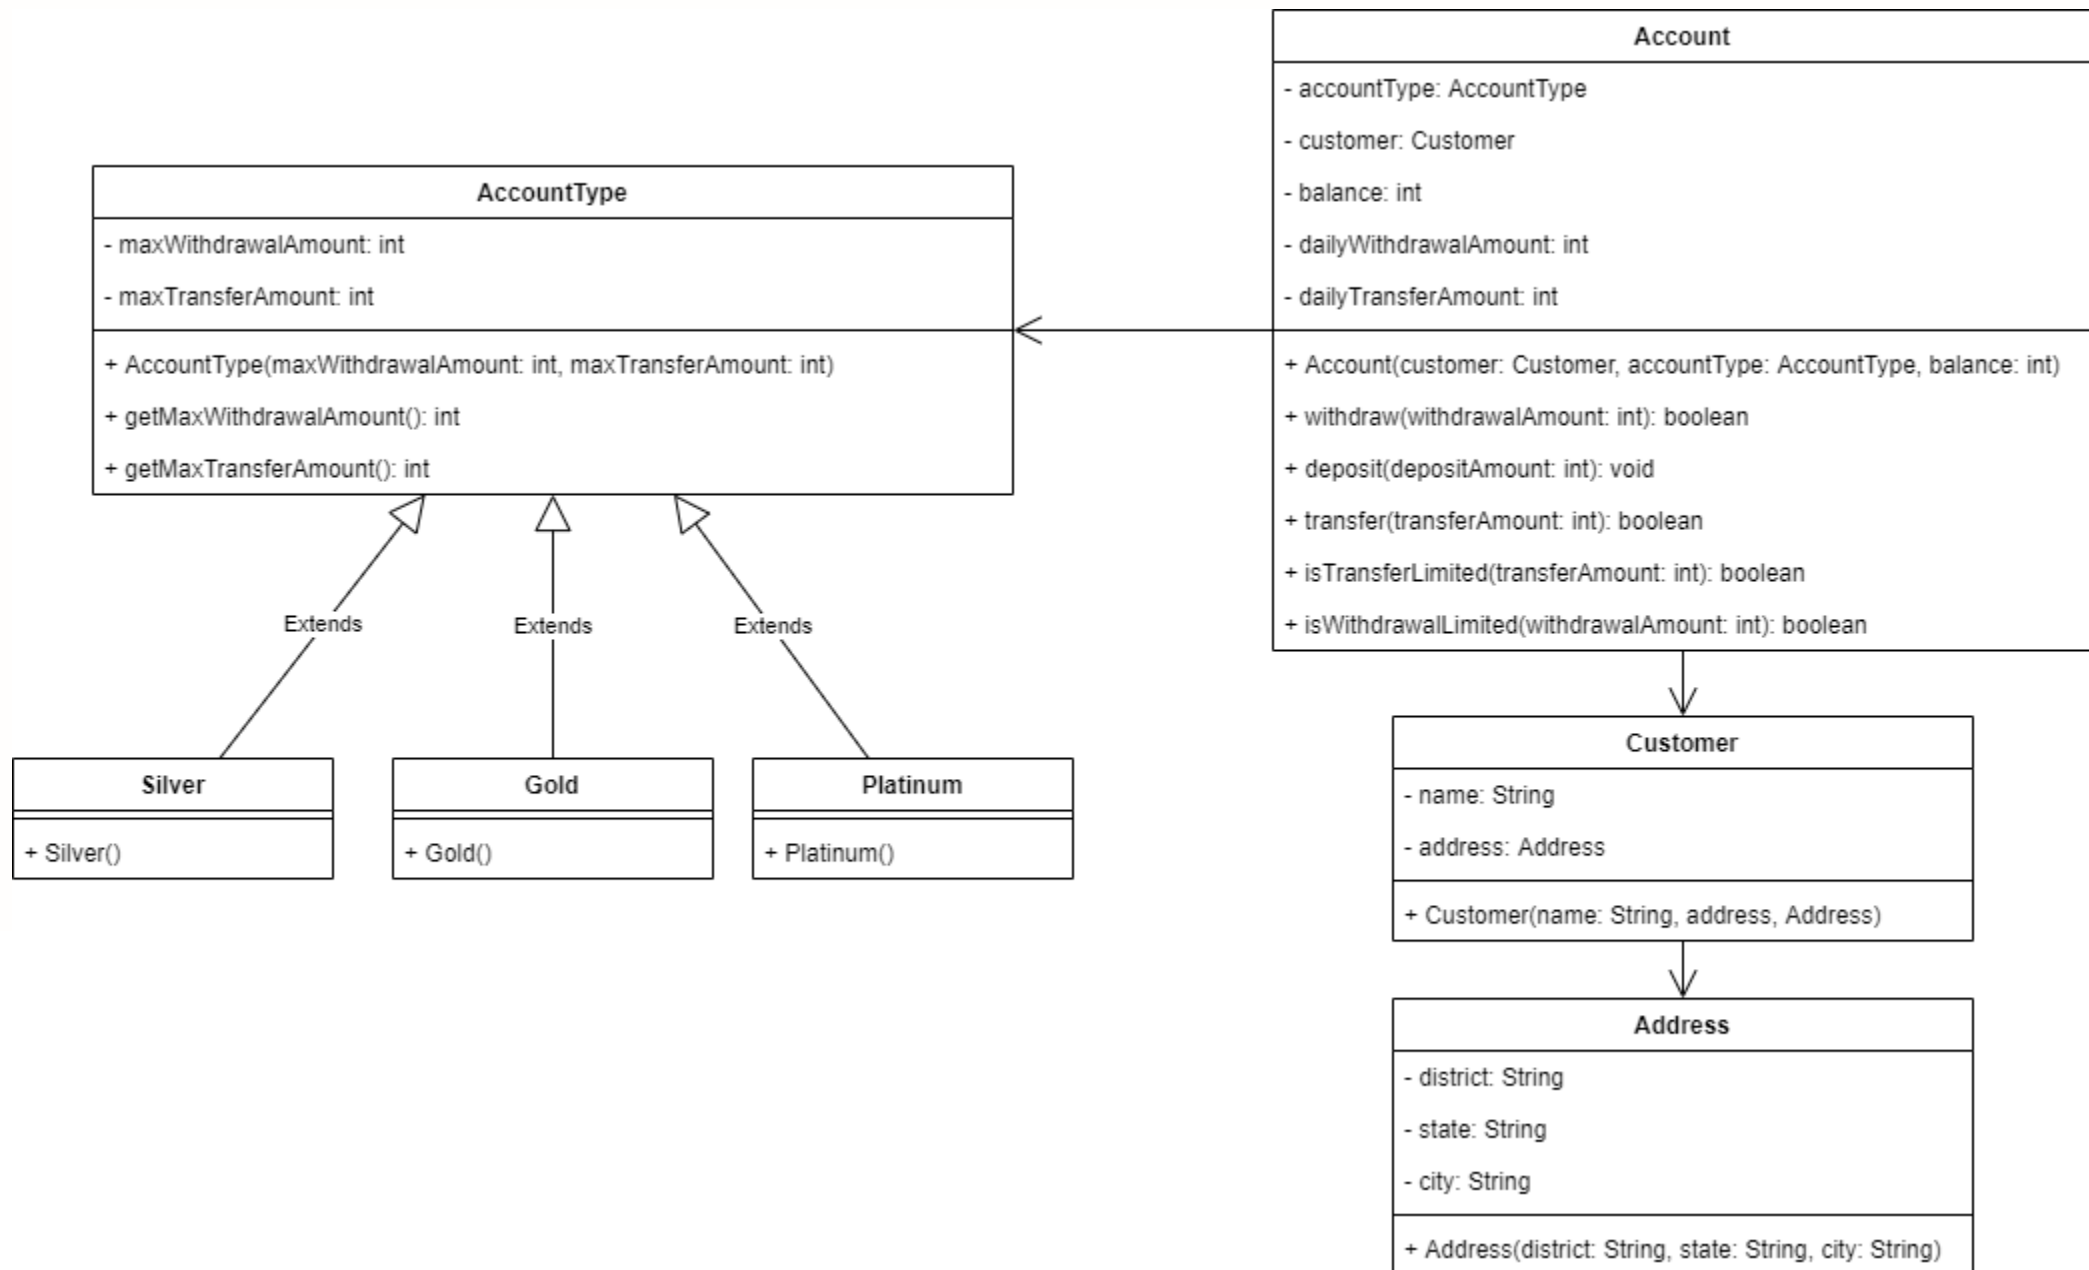 Account
- accountType: AccountType
- customer: Customer
- balance: int
- dailyWithdrawalAmount: int
- dailyTransferAmount: int
+ Account(customer: Customer, accountType: AccountType, balance: int)
+ withdraw(withdrawalAmount: int): boolean
+ deposit(depositAmount: int): void
+ transfer(transferAmount: int): boolean
+ isTransferLimited(transferAmount: int): boolean
+ isWithdrawalLimited(withdrawalAmount: int): boolean
AccountType
- maxWithdrawalAmount: int
- maxTransferAmount: int
+ AccountType(maxWithdrawalAmount: int, maxTransferAmount: int)
+ getMaxWithdrawalAmount(): int
+ getMaxTransferAmount(): int
Extends
Extends
Extends
Silver
+ Silver()
Gold
+ Gold()
Platinum
+ Platinum()
Customer
- name: String
- address: Address
+ Customer(name: String, address, Address)
Address
- district: String
- state: String
- city: String
+ Address(district: String, state: String, city: String)